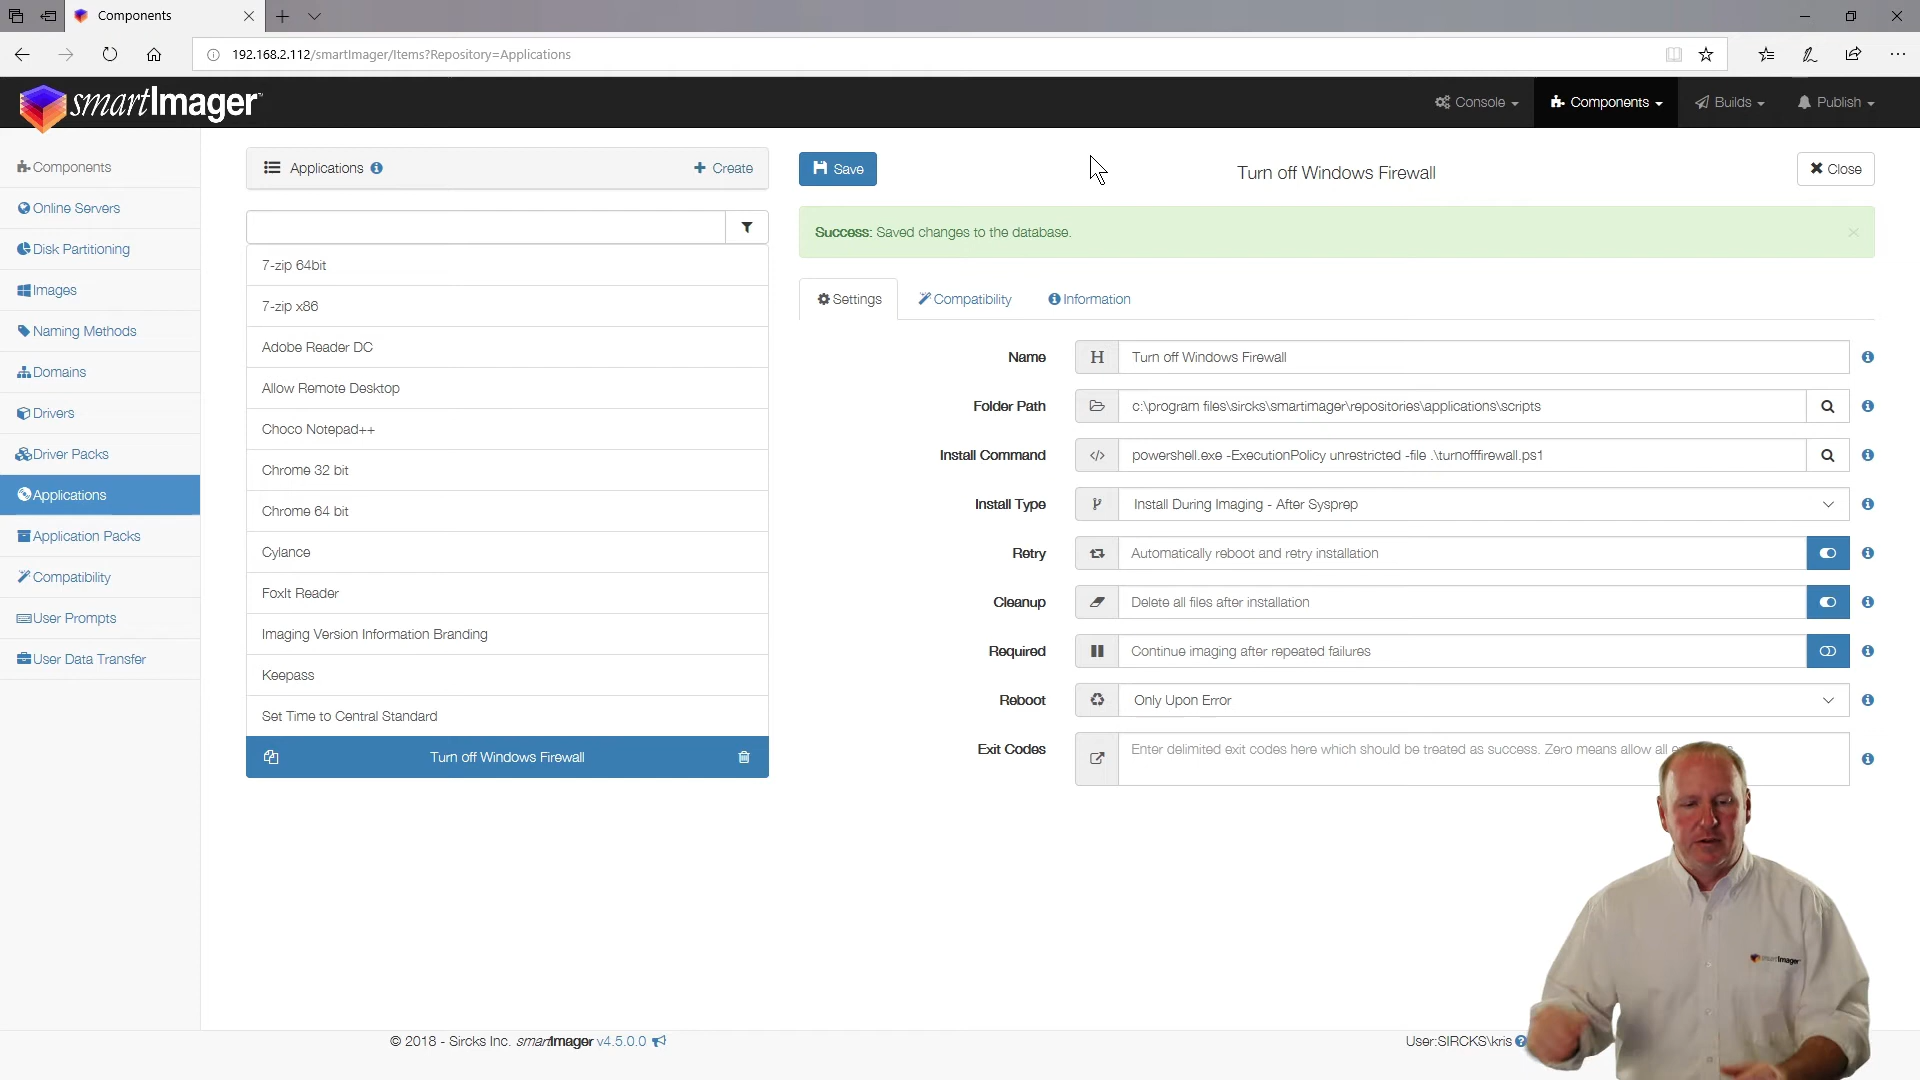 Components
192.168.2.112/smartImager/Items?Repository=Applications
smartImager
Console
Components
Builds
Publish
Components
Online Servers
Disk Partitioning
Images
Naming Methods
Domains
Drivers
Driver Packs
Applications
Application Packs
Compatibility
User Prompts
User Data Transfer
Applications
Create
7-zip 64bit
7-zip x86
Adobe Reader DC
Allow Remote Desktop
Choco Notepad++
Chrome 32 bit
Chrome 64 bit
Cylance
FoxIt Reader
Imaging Version Information Branding
Keepass
Set Time to Central Standard
Turn off Windows Firewall
Save
Turn off Windows Firewall
Close
Success: Saved changes to the database.
Settings
Compatibility
Information
Name
H
Turn off Windows Firewall
Folder Path
c:\program files\sircks\smartimager\repositories\applications\scripts
Install Command
powershell.exe -ExecutionPolicy unrestricted -file .\turnofffirewall.ps1
Install Type
Install During Imaging - After Sysprep
Retry
Automatically reboot and retry installation
Cleanup
Delete all files after installation
Required
Continue imaging after repeated failures
Reboot
Only Upon Error
Exit Codes
Enter delimited exit codes here which should be treated as success. Zero means allow all
smartImager
© 2018 - Sircks Inc. smartImager v4.5.0.0
User:SIRCKS\kris